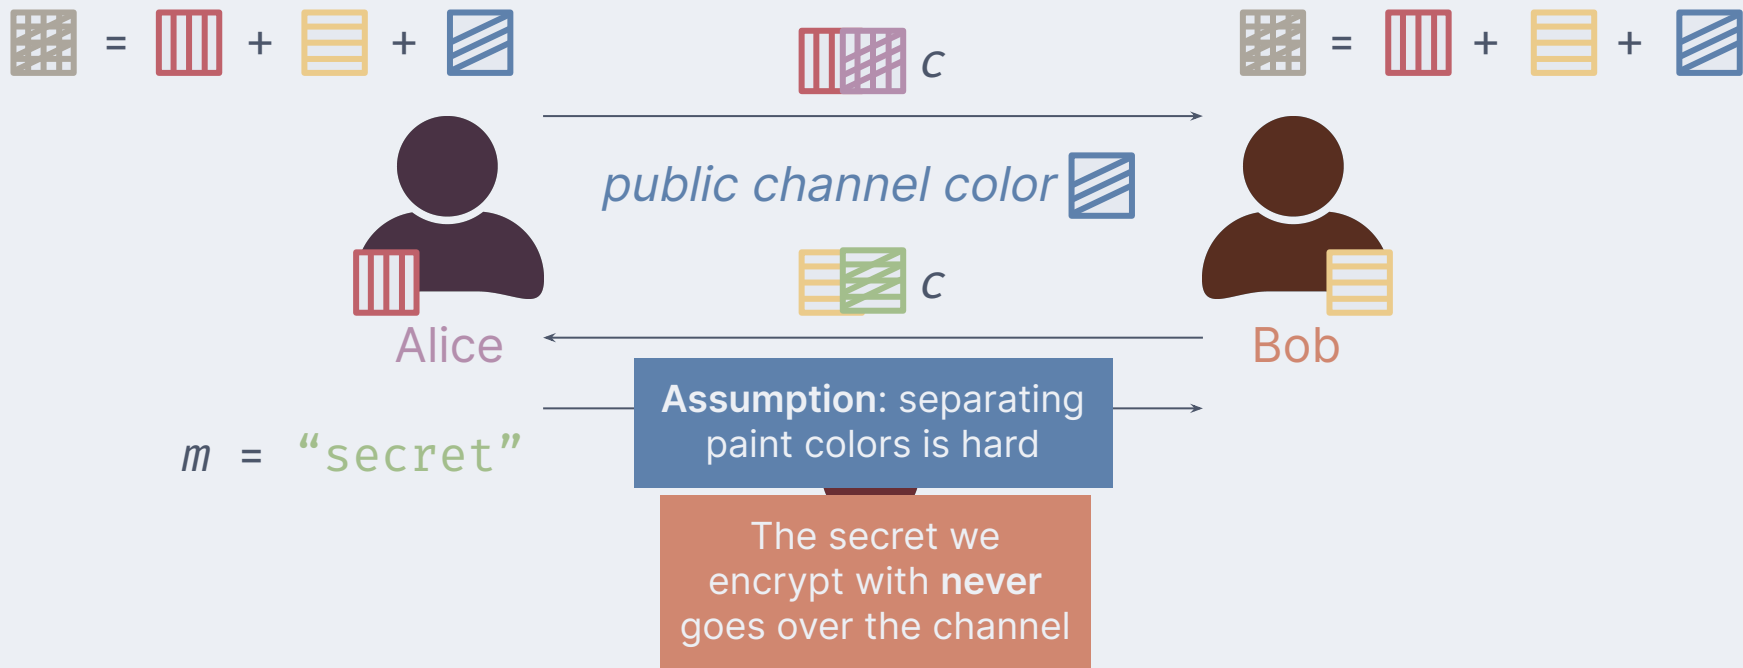 = + +
= + +
c
public channel color
c
Alice
Bob
Assumption: separating
paint colors is hard
m = “secret”
The secret we
encrypt with never
goes over the channel